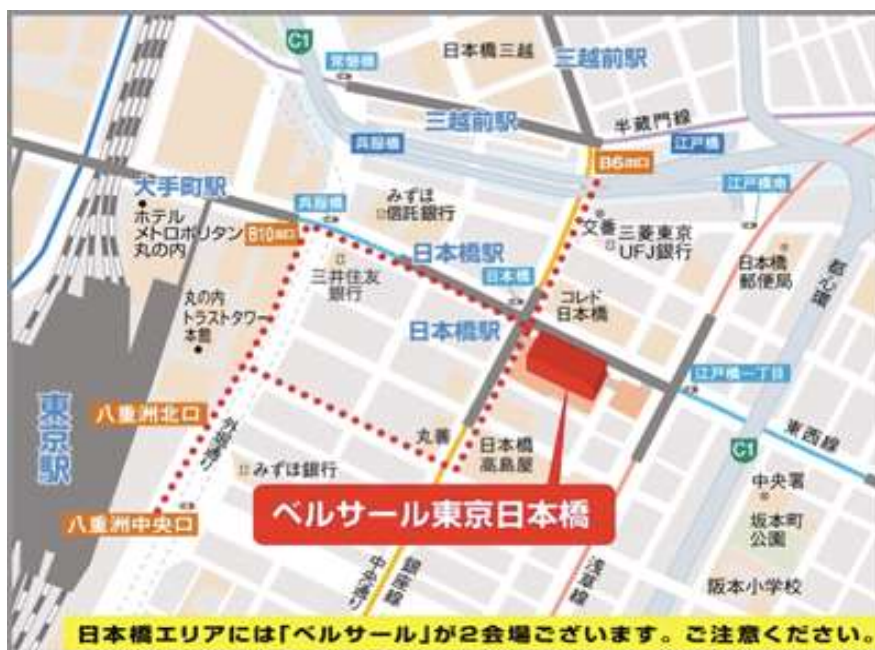 C1
日本橋三越
三越前駅
常盤橋
三越前駅
半蔵門線
呉服橋
江戸橋
B6出口
大手町駅
呉服橋
みずほ
信託銀行
江戸橋南
ホテル
メトロポリタン
丸の内
B10出口
交番
三菱東京
UFJ銀行
日本橋駅
三井住友
銀行
日本橋
日本橋
郵便局
都心環
コレド
日本橋
丸の内
トラストタワー
本館
日本橋駅
江戸橋一丁目
東京駅
八重洲北口
外堀通り
丸善
日本橋
高島屋
東西線
C1
みずほ銀行
中央署
ベルサール東京日本橋
坂本町
公園
八重洲中央口
銀座線
中央通り
浅草線
阪本小学校
日本橋エリアには「ベルサール」が2会場ございます。ご注意ください。